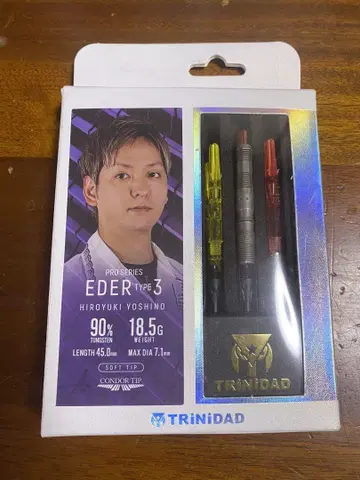 PRO SERIES
EDER TYPE 3
HIROYUKI YOSHINO
90% TUNGSTEN
18.5G WEIGHT
LENGTH 45.0mm MAX DIA 7.1mm
SOFT TIP
CONDOR TIP
TRiNiDAD
TRiNiDAD